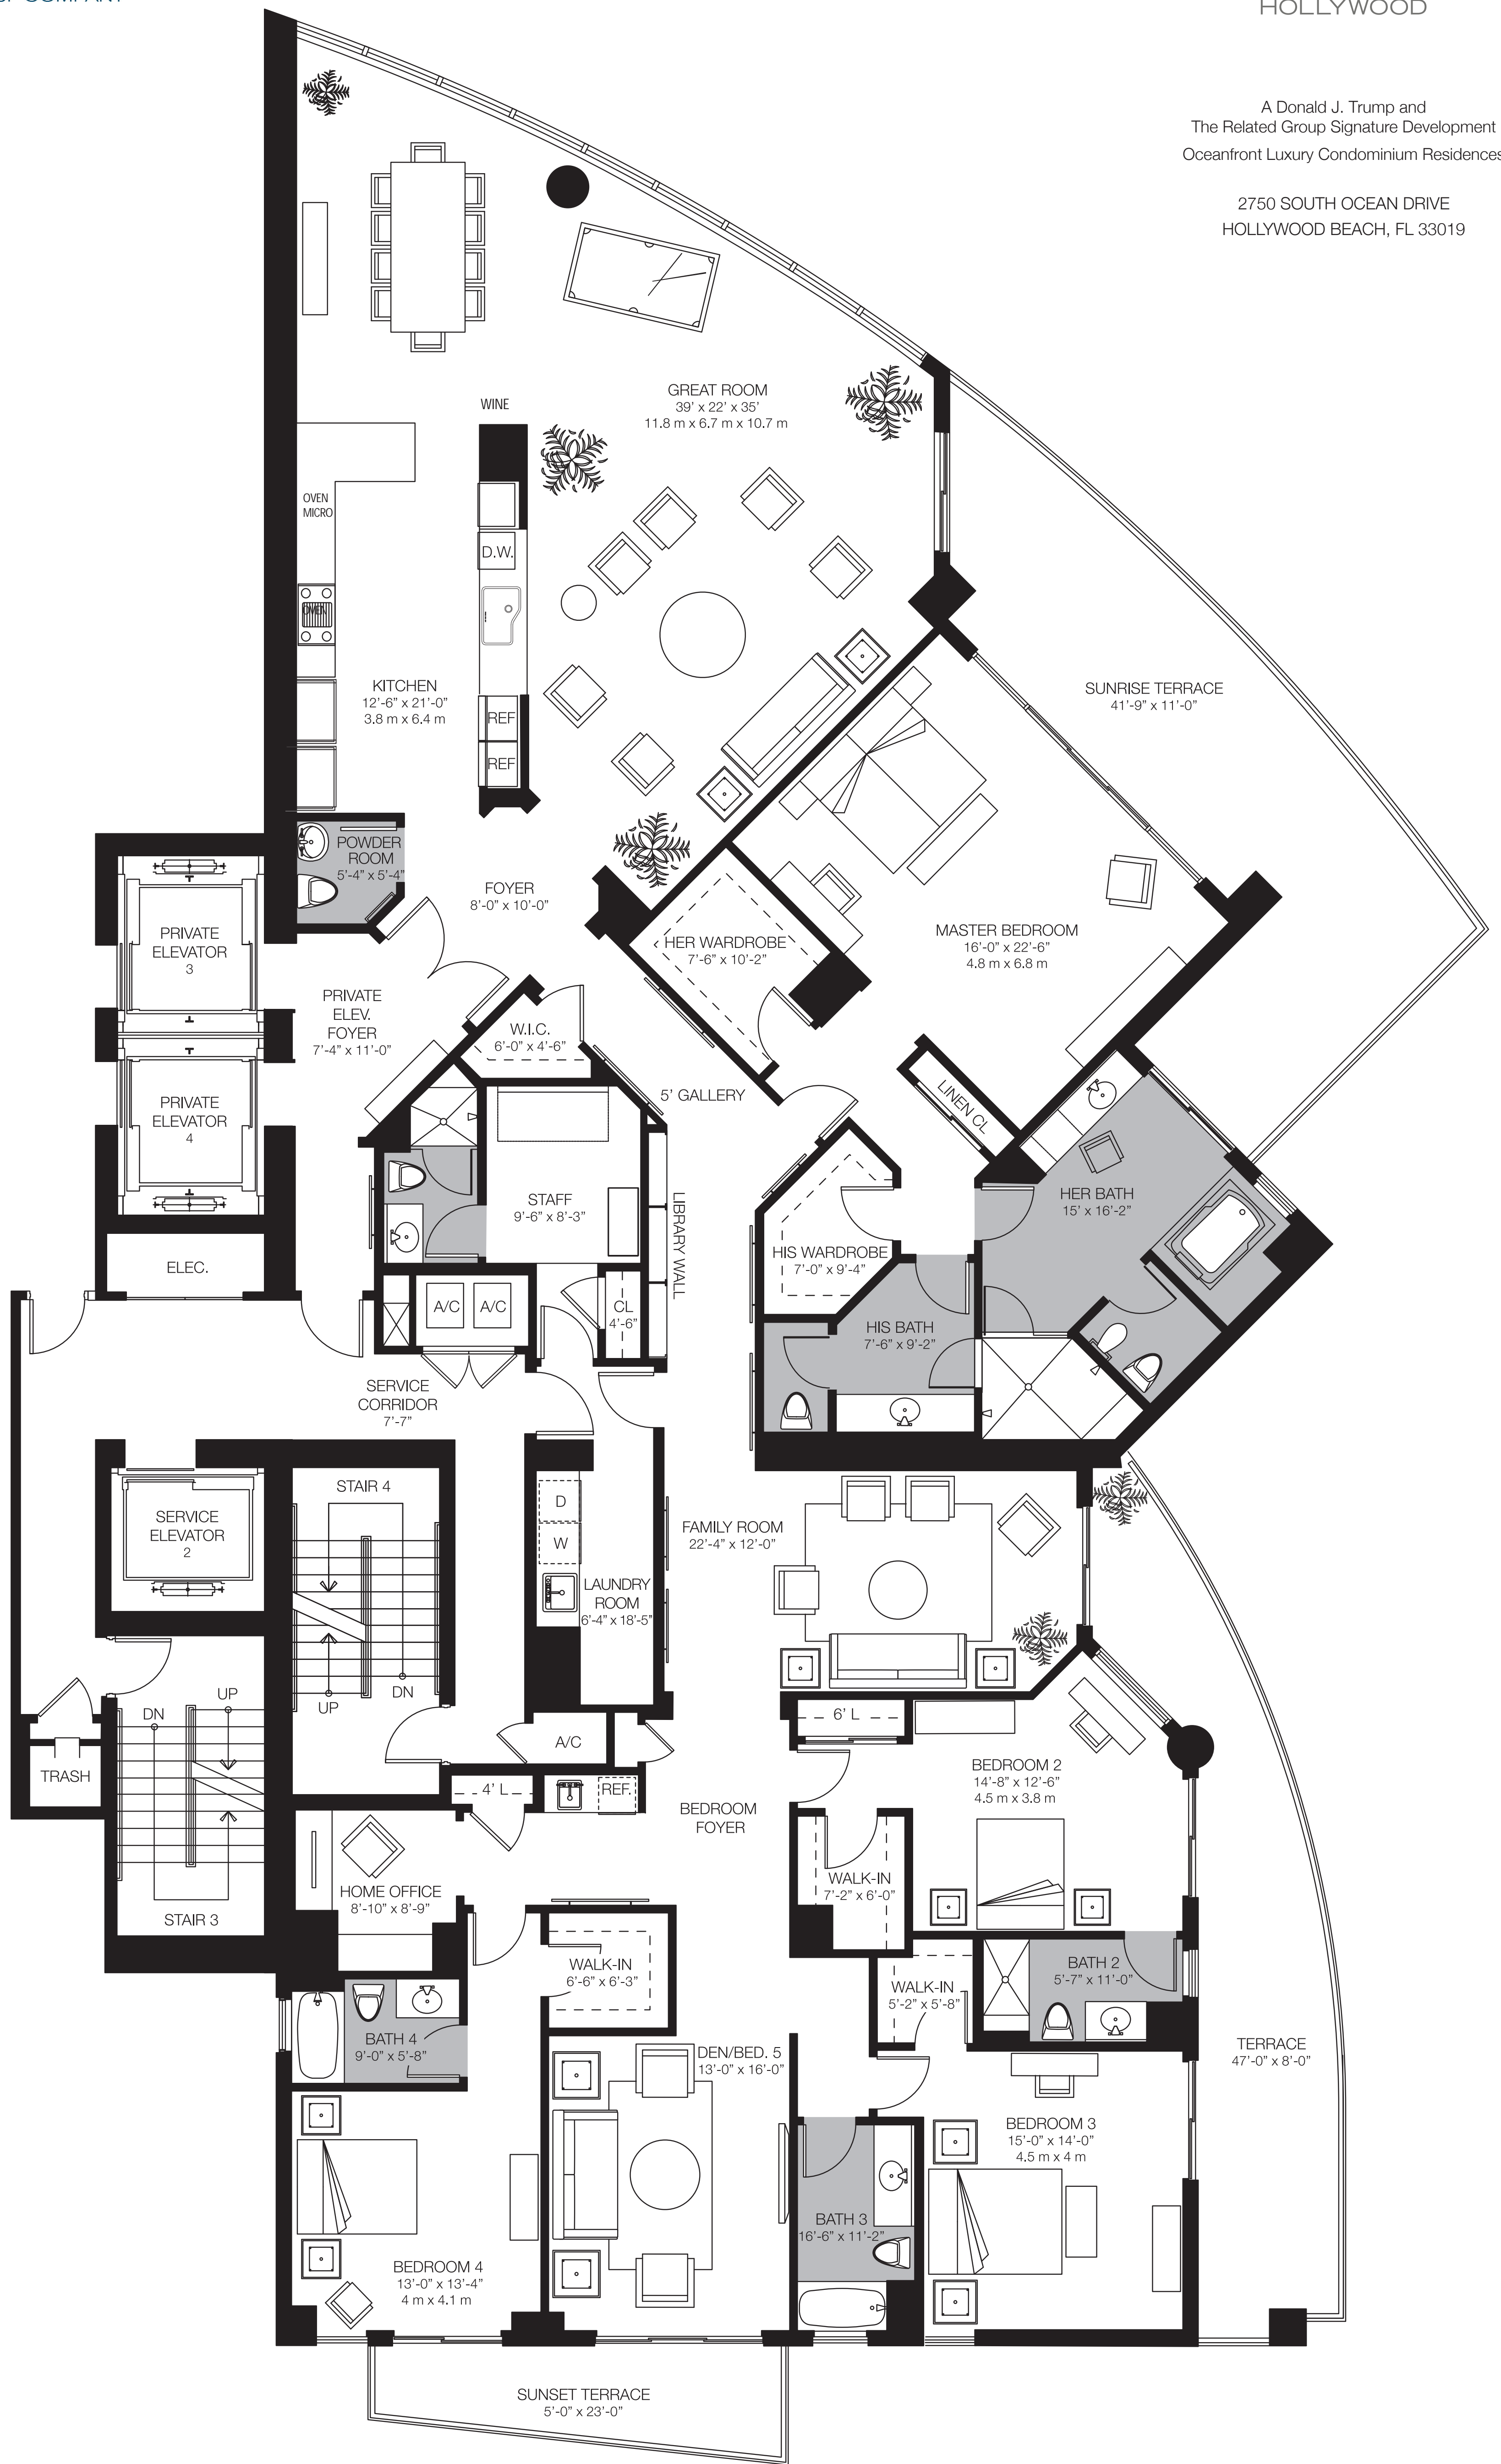 COMPANY
HOLLYWOOD
A Donald J. Trump and
The Related Group Signature Development
Oceanfront Luxury Condominium Residences
2750 SOUTH OCEAN DRIVE
HOLLYWOOD BEACH, FL 33019
GREAT ROOM
39' x 22' x 35'
11.8 m x 6.7 m x 10.7 m
WINE
OVEN
MICRO
D.W.
OVEN
KITCHEN
12'-6" x 21'-0"
3.8 m x 6.4 m
REF
REF
SUNRISE TERRACE
41'-9" x 11'-0"
POWDER
ROOM
5'-4" x 5'-4"
FOYER
8'-0" x 10'-0"
PRIVATE
ELEVATOR
3
HER WARDROBE
7'-6" x 10'-2"
MASTER BEDROOM
16'-0" x 22'-6"
4.8 m x 6.8 m
PRIVATE
ELEV.
FOYER
7'-4" x 11'-0"
W.I.C.
6'-0" x 4'-6"
PRIVATE
ELEVATOR
4
5' GALLERY
LINEN CL
STAFF
9'-6" x 8'-3"
LIBRARY WALL
HER BATH
15' x 16'-2"
HIS WARDROBE
7'-0" x 9'-4"
ELEC.
A/C
A/C
CL
4'-6"
HIS BATH
7'-6" x 9'-2"
SERVICE
CORRIDOR
7'-7"
STAIR 4
SERVICE
ELEVATOR
2
D
W
FAMILY ROOM
22'-4" x 12'-0"
LAUNDRY
ROOM
6'-4" x 18'-5"
UP
DN
UP
DN
6' L
A/C
TRASH
4' L
REF.
BEDROOM
FOYER
BEDROOM 2
14'-8" x 12'-6"
4.5 m x 3.8 m
HOME OFFICE
8'-10" x 8'-9"
WALK-IN
7'-2" x 6'-0"
STAIR 3
WALK-IN
6'-6" x 6'-3"
WALK-IN
5'-2" x 5'-8"
BATH 2
5'-7" x 11'-0"
BATH 4
9'-0" x 5'-8"
DEN/BED. 5
13'-0" x 16'-0"
TERRACE
47'-0" x 8'-0"
BEDROOM 3
15'-0" x 14'-0"
4.5 m x 4 m
BATH 3
16'-6" x 11'-2"
BEDROOM 4
13'-0" x 13'-4"
4 m x 4.1 m
SUNSET TERRACE
5'-0" x 23'-0"